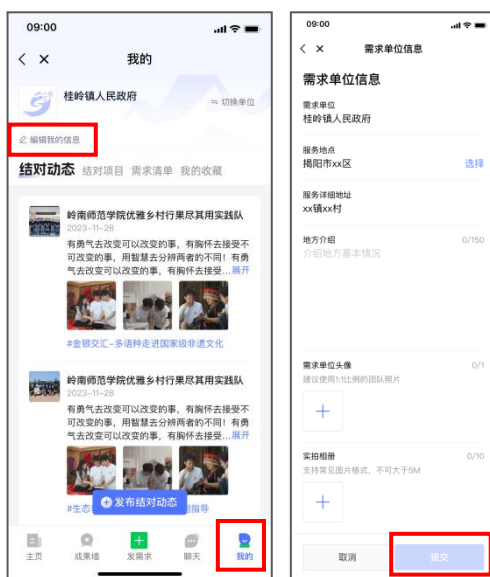 09:00
我的
桂岭镇人民政府
切换单位
编辑我的信息
结对动态 结对项目 需求清单 我的收藏
岭南师范学院优雅乡村行果尽其用实践队
2023-11-28
有勇气去改变可以改变的事，有胸怀去接受不
可改变的事，用智慧去分辨两者的不同！有勇
气去改变可以改变的事，有胸怀去接受...展开
#金银交汇-多语种走进国家级非遗文化
岭南师范学院优雅乡村行果尽其用实践队
2023-11-28
有勇气去改变可以改变的事，有胸怀去接受不
可改变的事，用智慧去分辨两者的不同！有勇
气去改变可以改变的事，有胸怀去接受...展开
#生态
指导
发布结对动态
主页 成果墙 发需求 聊天 我的
09:00
需求单位信息
需求单位信息
需求单位
桂岭镇人民政府
服务地点
揭阳市xx区 选择
服务详细地址
xx镇xx村
地方介绍 0/150
介绍地方基本情况
需求单位头像 0/1
建议使用1:1比例的团队照片
实拍相册 0/10
支持常见图片格式，不可大于5M
取消 提交